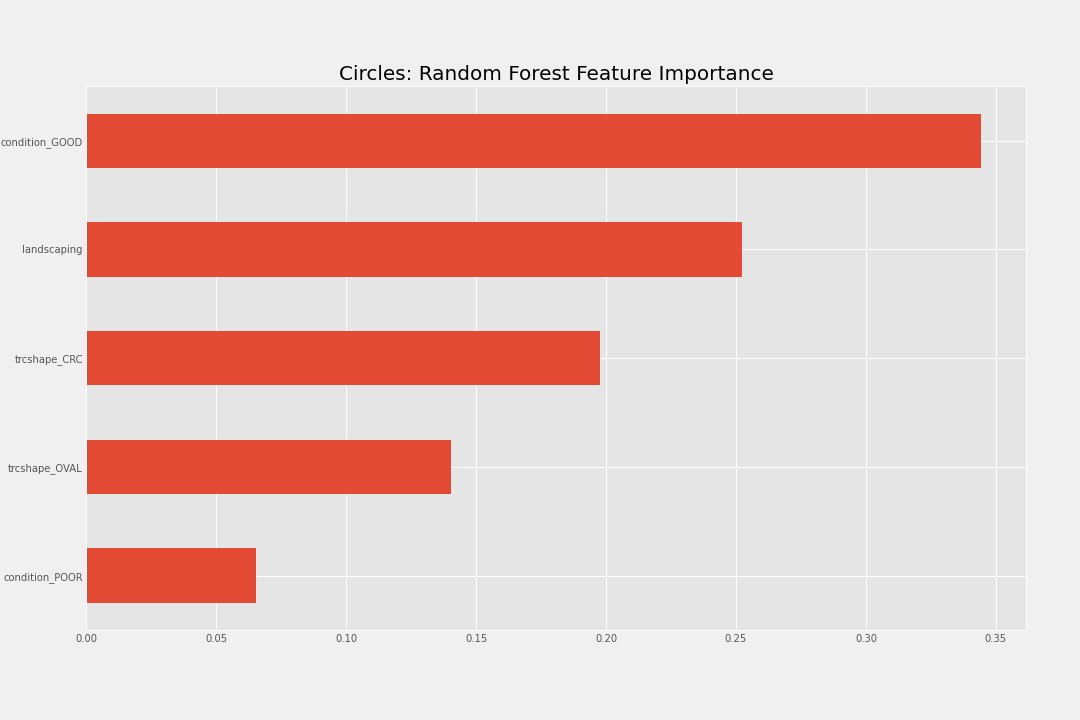 Circles: Random Forest Feature Importance
condition_GOOD
landscaping
trcshape_CRC
trcshape_OVAL
condition_POOR
0.00 0.05 0.10 0.15 0.20 0.25 0.30 0.35